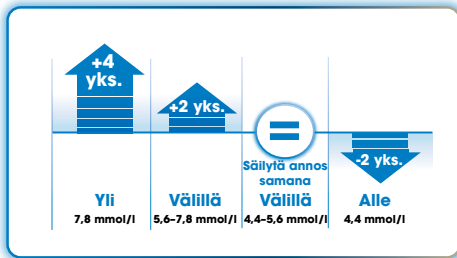 +4
yks.
+2 yks.
=
Säilytä annos
samana
-2 yks.
Yli
7,8 mmol/l
Välillä
5,6–7,8 mmol/l
Välillä
4,4–5,6 mmol/l
Alle
4,4 mmol/l